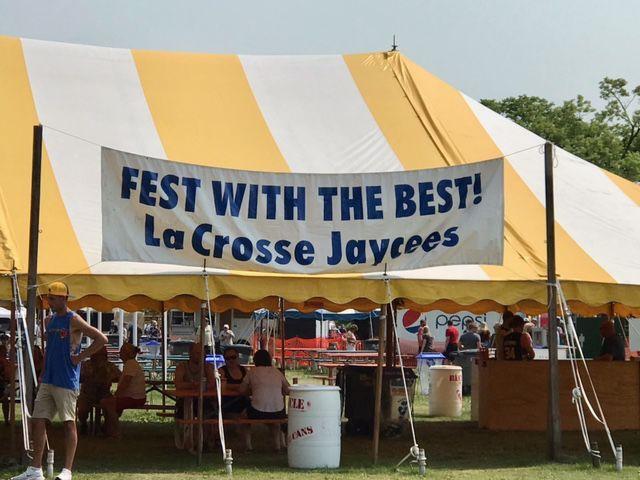 FEST WITH THE BEST!
La Crosse Jaycees
pepsi
CANS